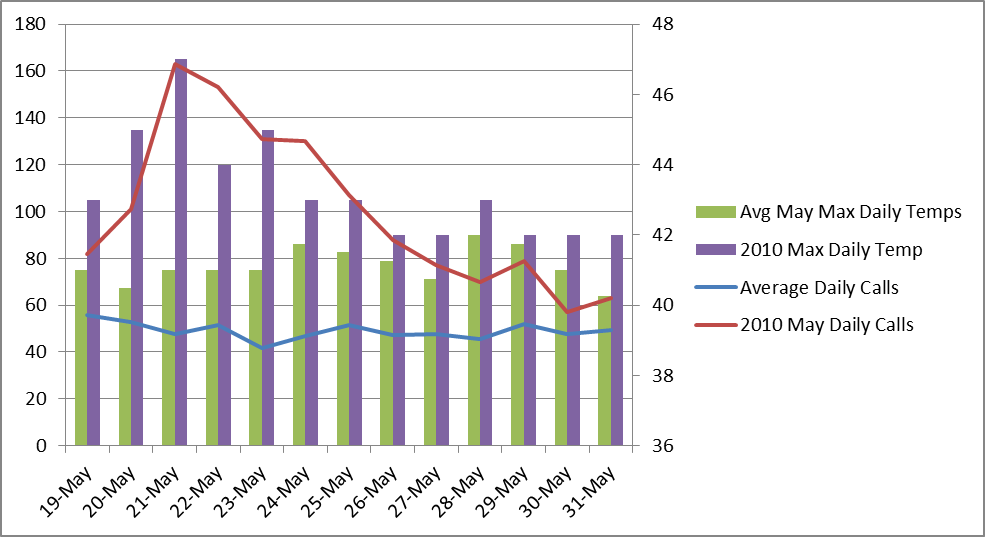 180
160
140
120
100
80
60
40
20
0
48
46
44
42
40
38
36
19-May
20-May
21-May
22-May
23-May
24-May
25-May
26-May
27-May
28-May
29-May
30-May
31-May
Avg May Max Daily Temps
2010 Max Daily Temp
Average Daily Calls
2010 May Daily Calls